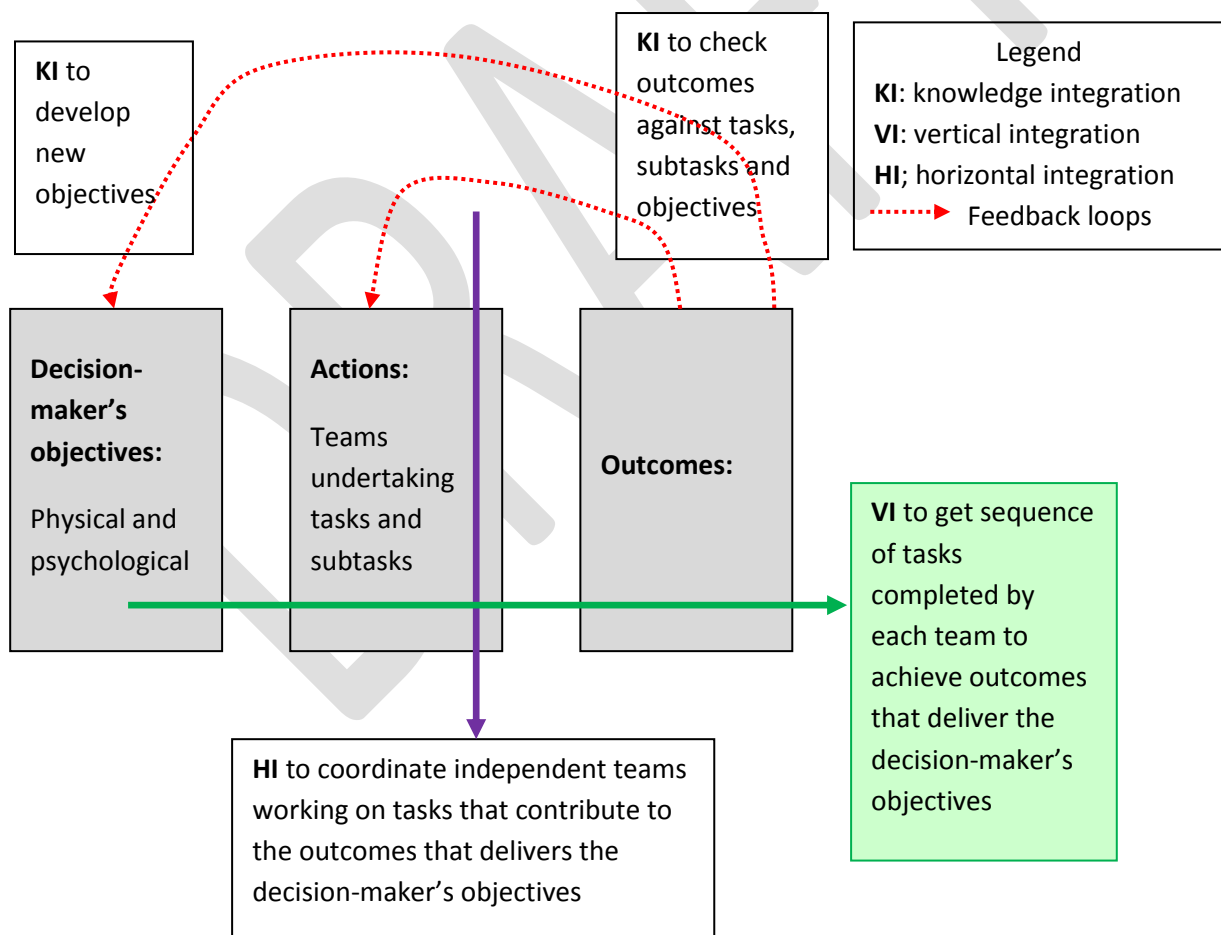 KI to
develop
new
objectives
KI to check
outcomes
against tasks,
subtasks and
objectives
Legend
KI: knowledge integration
VI: vertical integration
HI; horizontal integration
Feedback loops
Decision-
maker’s
objectives:
Physical and
psychological
Actions:
Teams
undertaking
tasks and
subtasks
Outcomes:
VI to get sequence
of tasks
completed by
each team to
achieve outcomes
that deliver the
decision-maker’s
objectives
HI to coordinate independent teams
working on tasks that contribute to
the outcomes that delivers the
decision-maker’s objectives
DRAFT